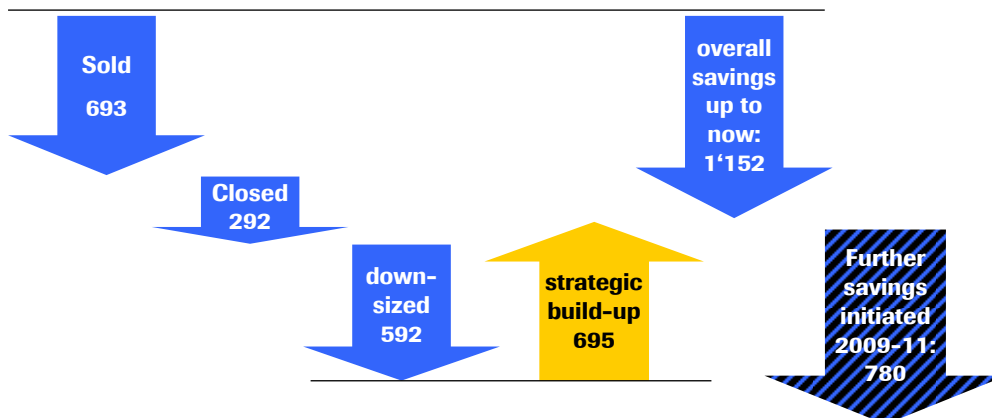 Sold
693
Closed
292
down-
sized
592
strategic
build-up
695
overall
savings
up to
now:
1‘152
Further
savings
initiated
2009-11:
780